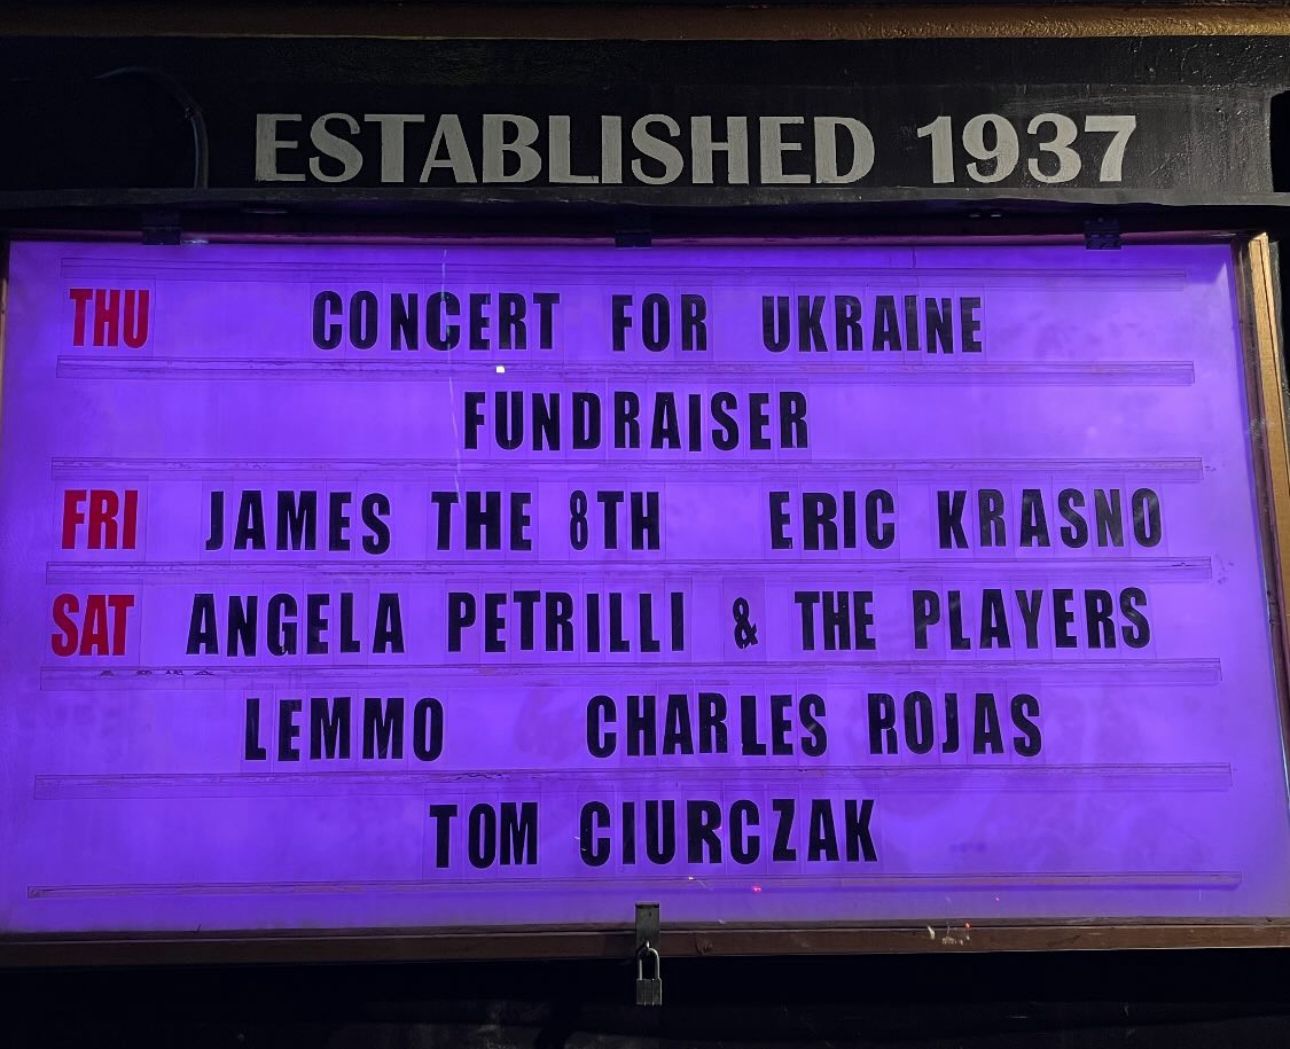 ESTABLISHED 1937
THU CONCERT FOR UKRAINE
FUNDRAISER
FRI JAMES THE 8TH ERIC KRASNO
SAT ANGELA PETRILLI & THE PLAYERS
LEMMO CHARLES ROJAS
TOM CIURCZAK